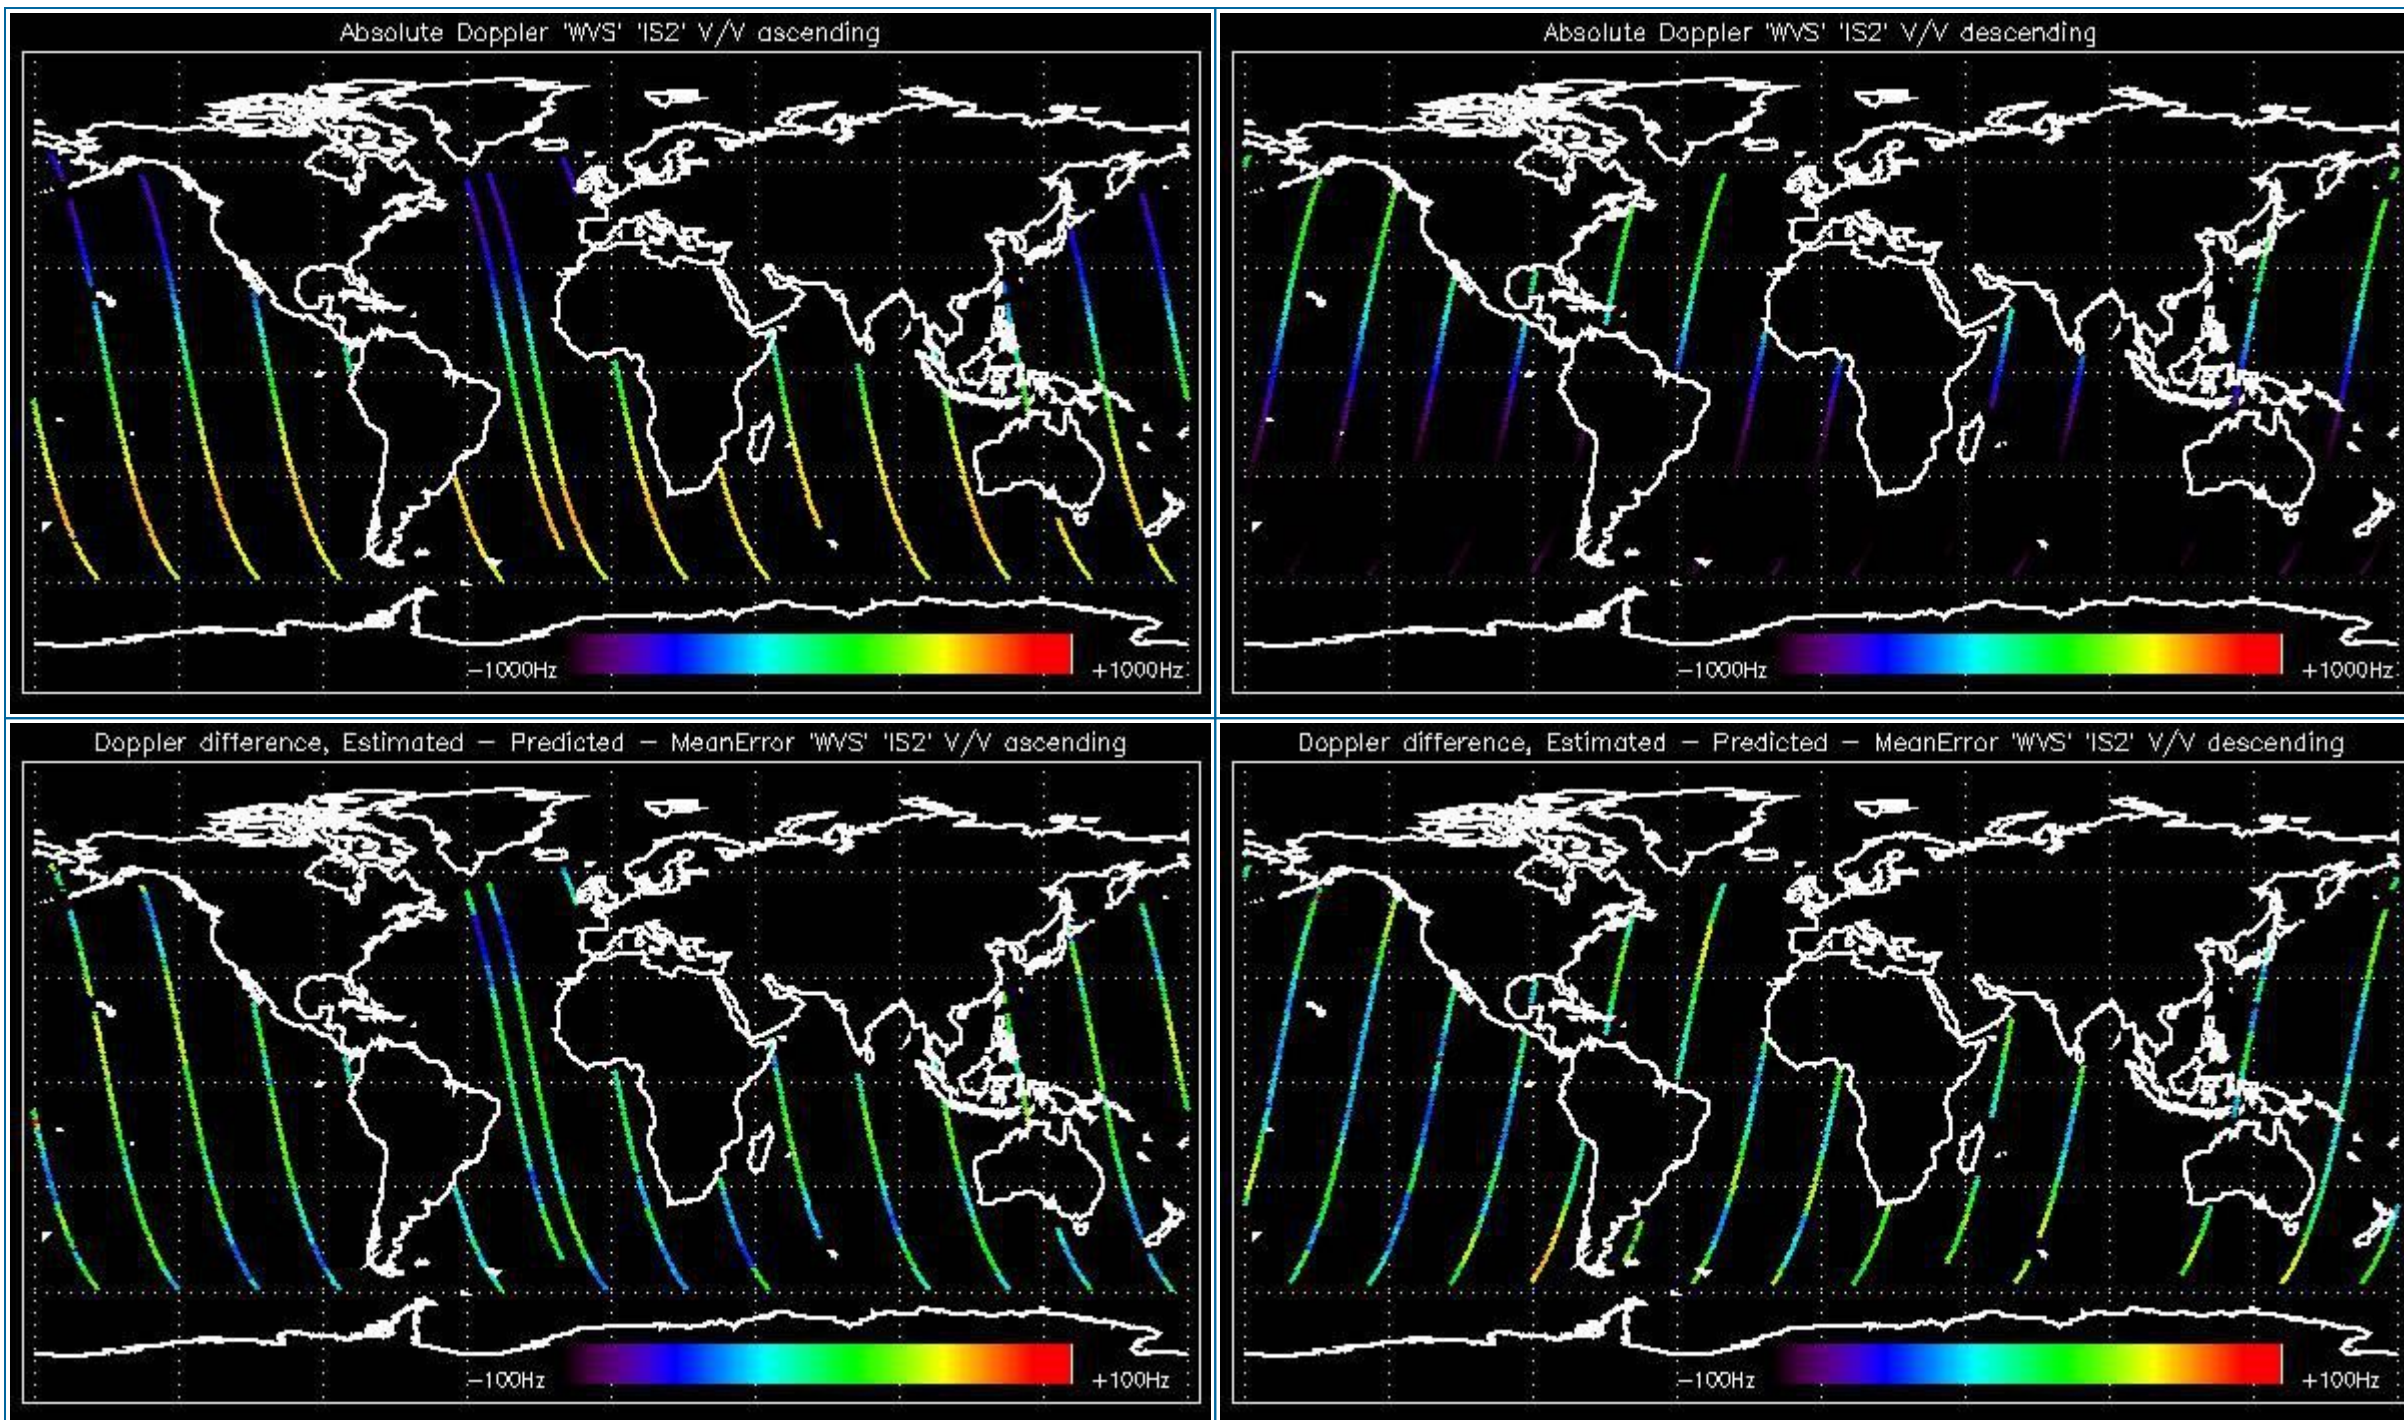 Absolute Doppler 'WVS' 'IS2' V/V ascending
-1000Hz
+1000Hz
Absolute Doppler 'WVS' 'IS2' V/V descending
-1000Hz
+1000Hz
Doppler difference, Estimated - Predicted - MeanError 'WVS' 'IS2' V/V ascending
-100Hz
+100Hz
Doppler difference, Estimated - Predicted - MeanError 'WVS' 'IS2' V/V descending
-100Hz
+100Hz